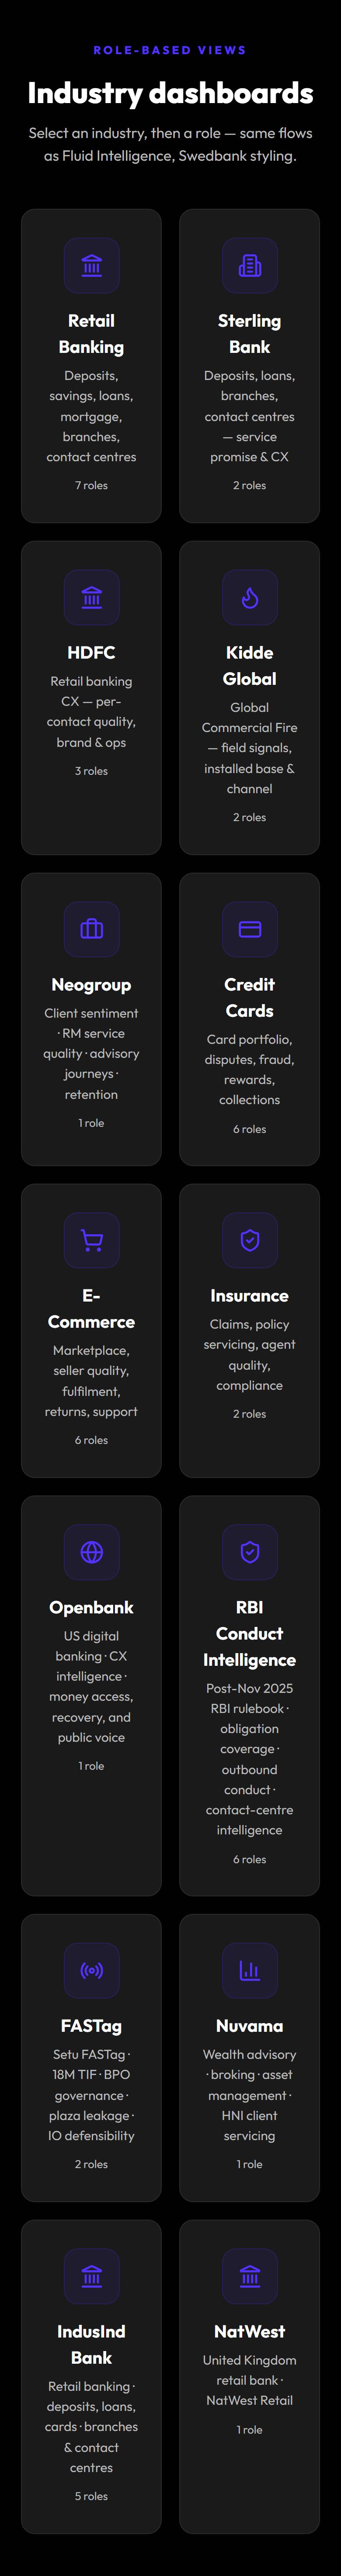 ROLE-BASED VIEWS
Industry dashboards
Select an industry, then a role — same flows
as Fluid Intelligence, Swedbank styling.
Retail
Banking
Deposits,
savings, loans,
mortgage,
branches,
contact centres
7 roles
Sterling
Bank
Deposits, loans,
branches,
contact centres
— service
promise & CX
2 roles
HDFC
Retail banking
CX — per-
contact quality,
brand & ops
3 roles
Kidde
Global
Global
Commercial Fire
— field signals,
installed base &
channel
2 roles
Neogroup
Client sentiment
· RM service
quality · advisory
journeys ·
retention
1 role
Credit
Cards
Card portfolio,
disputes, fraud,
rewards,
collections
6 roles
E-
Commerce
Marketplace,
seller quality,
fulfilment,
returns, support
6 roles
Insurance
Claims, policy
servicing, agent
quality,
compliance
2 roles
Openbank
US digital
banking · CX
intelligence ·
money access,
recovery, and
public voice
1 role
RBI
Conduct
Intelligence
Post-Nov 2025
RBI rulebook ·
obligation
coverage ·
outbound
conduct ·
contact-centre
intelligence
6 roles
FASTag
Setu FASTag ·
18M TIF · BPO
governance ·
plaza leakage ·
IO defensibility
2 roles
Nuvama
Wealth advisory
· broking · asset
management ·
HNI client
servicing
1 role
IndusInd
Bank
Retail banking ·
deposits, loans,
cards · branches
& contact
centres
5 roles
NatWest
United Kingdom
retail bank ·
NatWest Retail
1 role